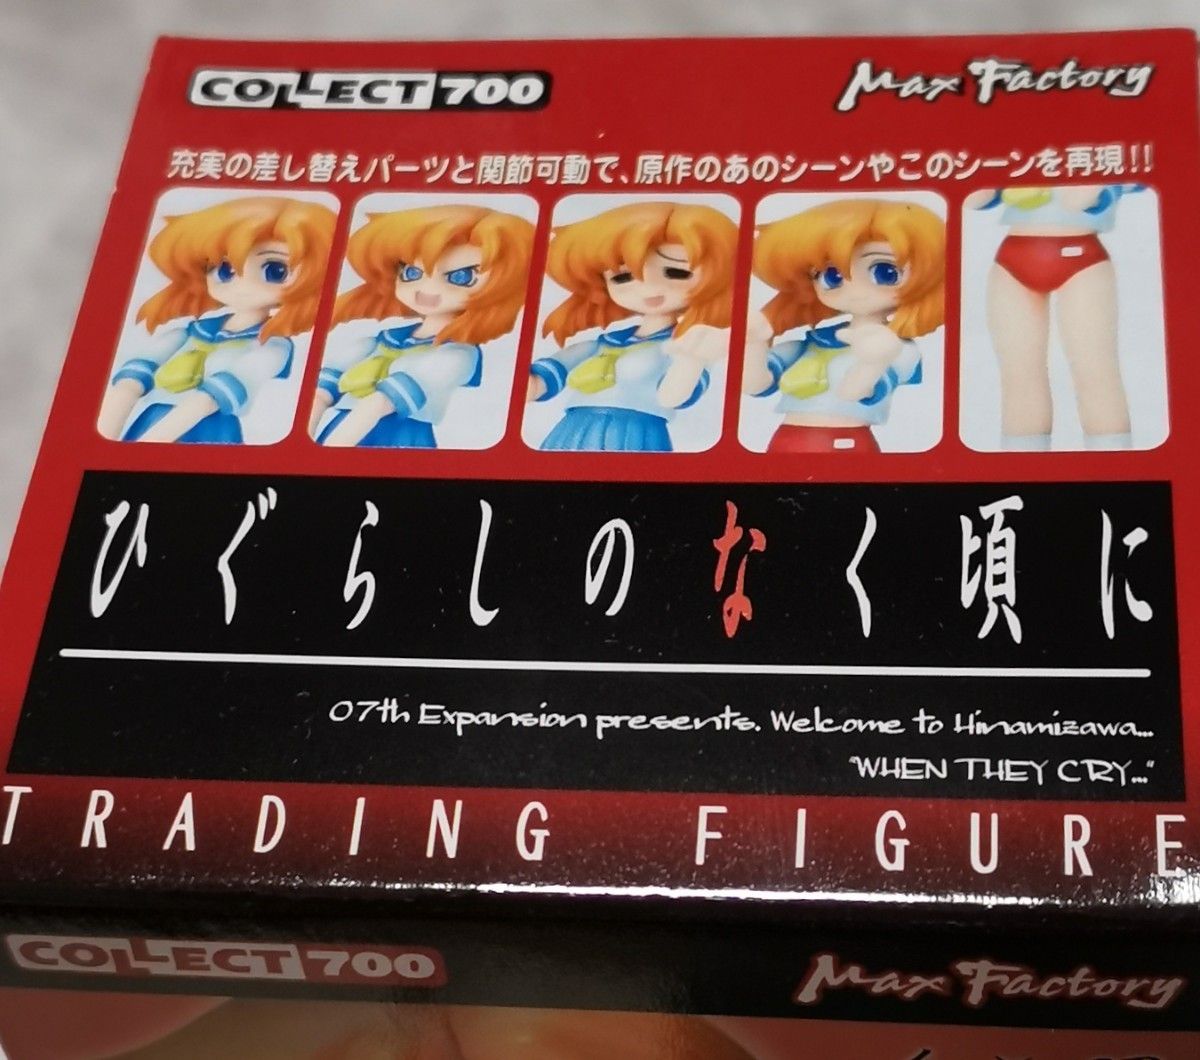 COLLECT 700
Max Factory
充実の差し替えパーツと関節可動で、原作のあのシーンやこのシーンを再現!!
ひぐらしのなく頃に
07th Expansion presents. Welcome to Hinamizawa...
"WHEN THEY CRY..."
TRADING FIGURE
COLLECT 700
Max Factory